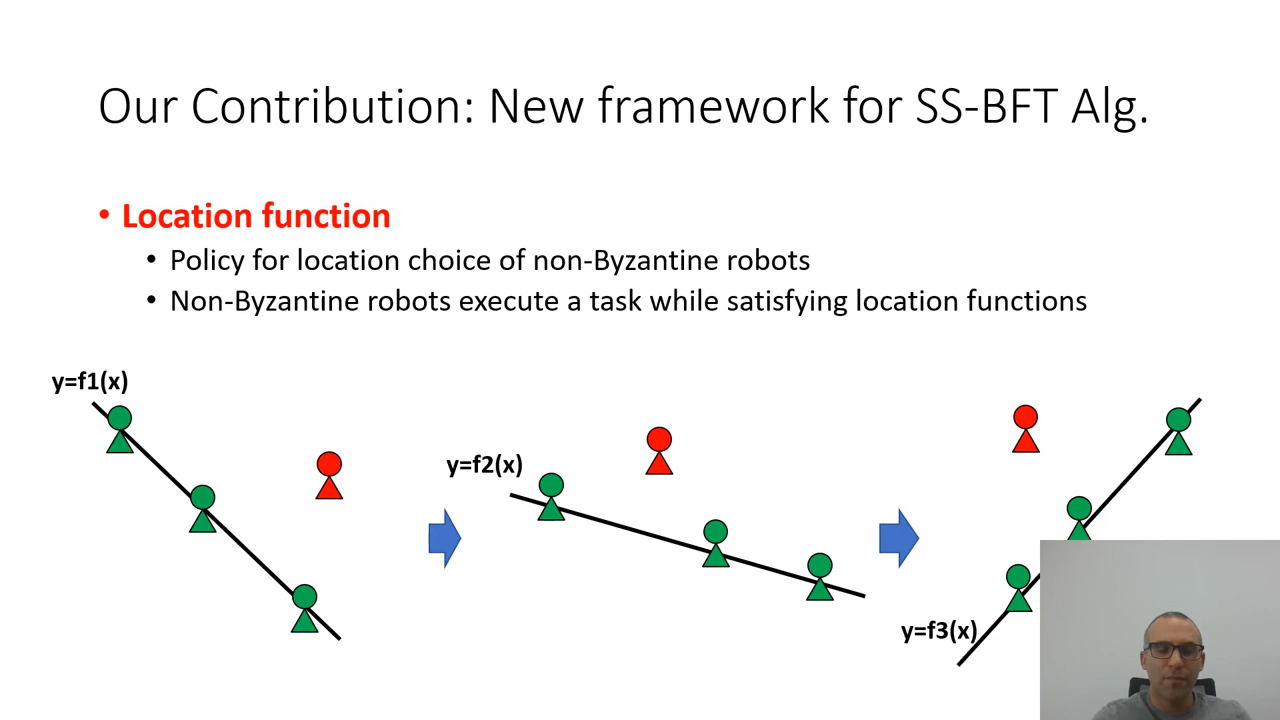 Our Contribution: New framework for SS-BFT Alg.
• Location function
• Policy for location choice of non-Byzantine robots
• Non-Byzantine robots execute a task while satisfying location functions
y=f1(x)
y=f2(x)
y=f3(x)